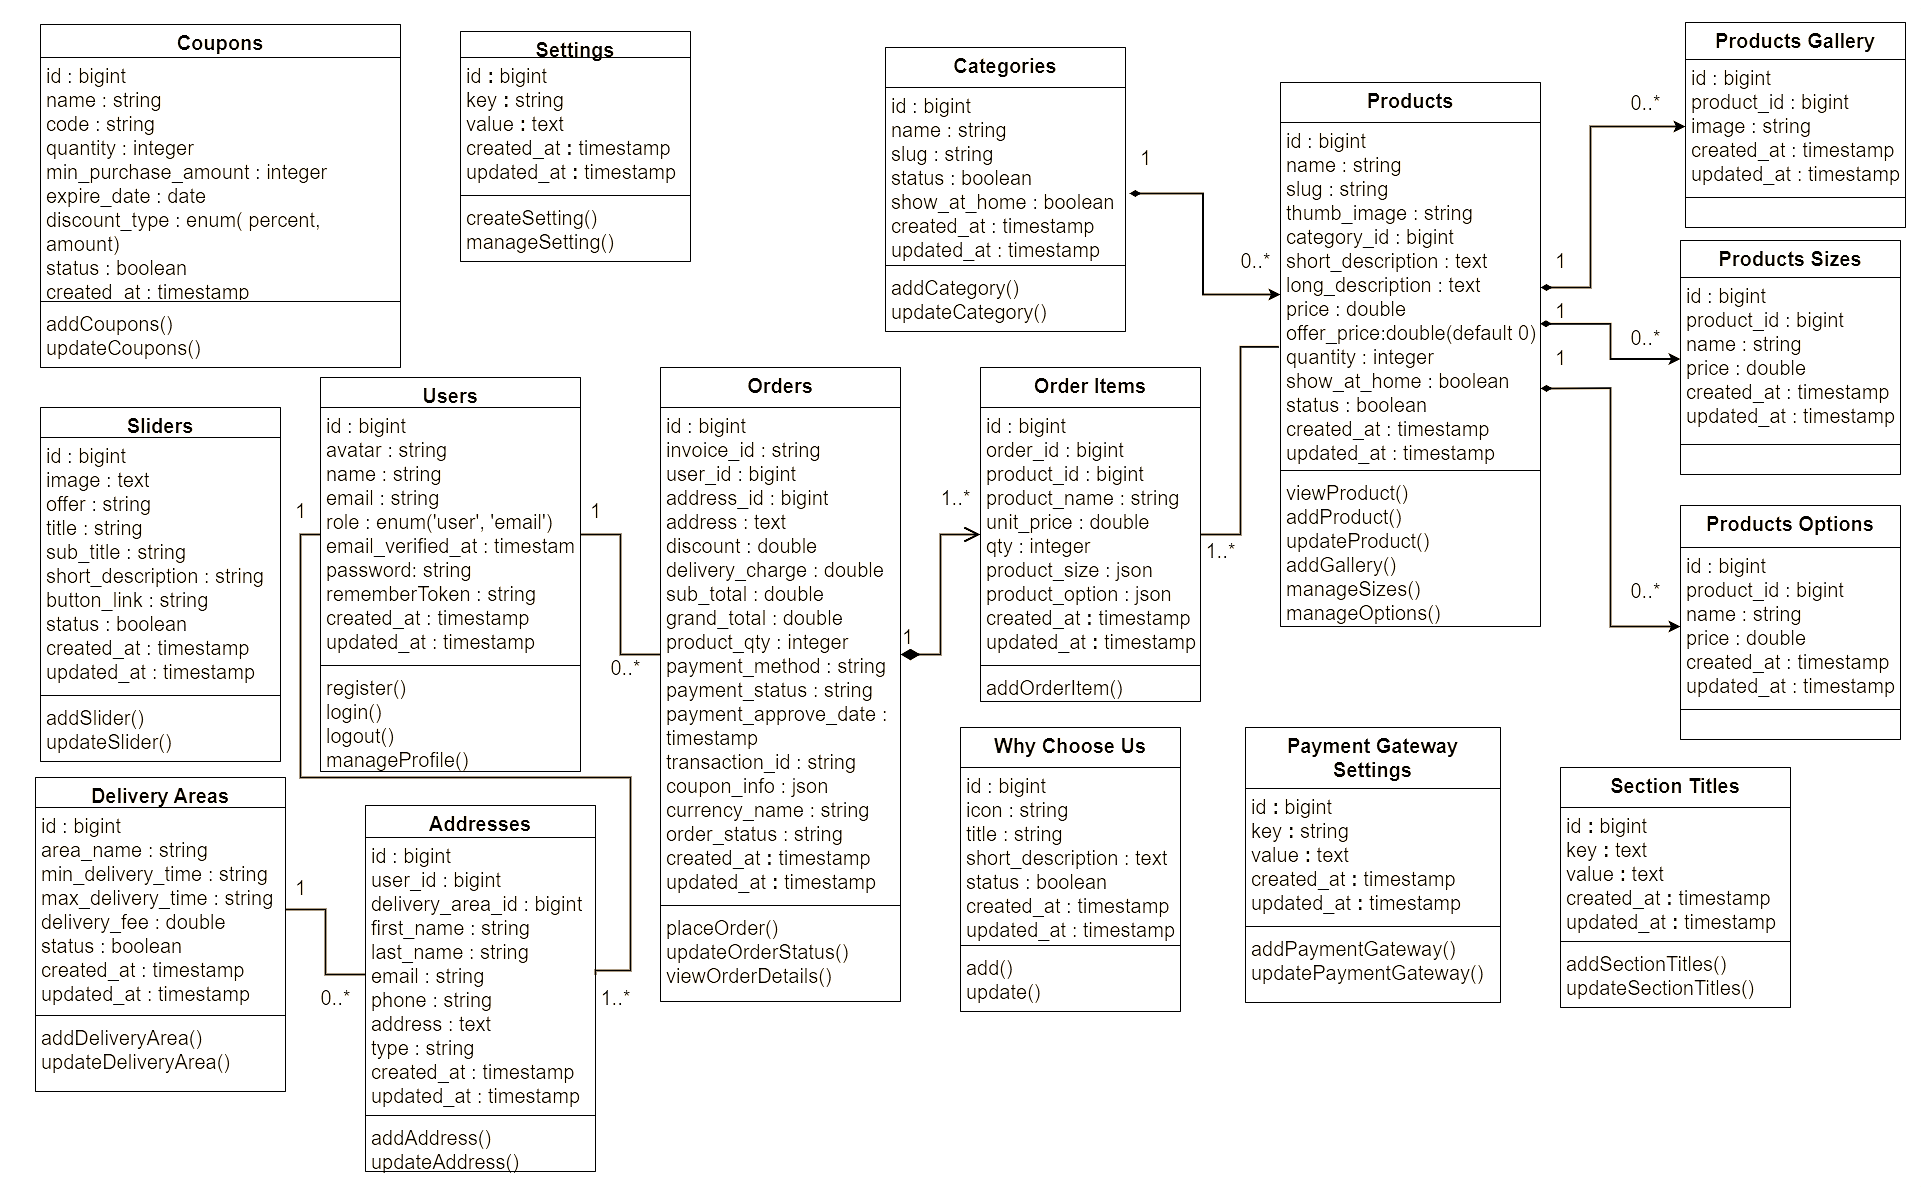 Coupons
id : bigint
name : string
code : string
quantity : integer
min_purchase_amount : integer
expire_date : date
discount_type : enum( percent,
amount)
status : boolean
created_at : timestamp
addCoupons()
updateCoupons()
Settings
id : bigint
key : string
value : text
created_at : timestamp
updated_at : timestamp
createSetting()
manageSetting()
Categories
id : bigint
name : string
slug : string
status : boolean
show_at_home : boolean
created_at : timestamp
updated_at : timestamp
addCategory()
updateCategory()
1
0..*
Products
id : bigint
name : string
slug : string
thumb_image : string
category_id : bigint
short_description : text
long_description : text
price : double
offer_price:double(default 0)
quantity : integer
show_at_home : boolean
status : boolean
created_at : timestamp
updated_at : timestamp
viewProduct()
addProduct()
updateProduct()
addGallery()
manageSizes()
manageOptions()
1
0..*
1
0..*
1
0..*
Products Gallery
id : bigint
product_id : bigint
image : string
created_at : timestamp
updated_at : timestamp
Products Sizes
id : bigint
product_id : bigint
name : string
price : double
created_at : timestamp
updated_at : timestamp
Products Options
id : bigint
product_id : bigint
name : string
price : double
created_at : timestamp
updated_at : timestamp
Sliders
id : bigint
image : text
offer : string
title : string
sub_title : string
short_description : string
button_link : string
status : boolean
created_at : timestamp
updated_at : timestamp
addSlider()
updateSlider()
1
Users
id : bigint
avatar : string
name : string
email : string
role : enum('user', 'email')
email_verified_at : timestam
password: string
rememberToken : string
created_at : timestamp
updated_at : timestamp
register()
login()
logout()
manageProfile()
1
0..*
Orders
id : bigint
invoice_id : string
user_id : bigint
address_id : bigint
address : text
discount : double
delivery_charge : double
sub_total : double
grand_total : double
product_qty : integer
payment_method : string
payment_status : string
payment_approve_date :
timestamp
transaction_id : string
coupon_info : json
currency_name : string
order_status : string
created_at : timestamp
updated_at : timestamp
placeOrder()
updateOrderStatus()
viewOrderDetails()
1
1..*
Order Items
id : bigint
order_id : bigint
product_id : bigint
product_name : string
unit_price : double
qty : integer
product_size : json
product_option : json
created_at : timestamp
updated_at : timestamp
addOrderItem()
1..*
Delivery Areas
id : bigint
area_name : string
min_delivery_time : string
max_delivery_time : string
delivery_fee : double
status : boolean
created_at : timestamp
updated_at : timestamp
addDeliveryArea()
updateDeliveryArea()
1
0..*
Addresses
id : bigint
user_id : bigint
delivery_area_id : bigint
first_name : string
last_name : string
email : string
phone : string
address : text
type : string
created_at : timestamp
updated_at : timestamp
addAddress()
updateAddress()
1..*
Why Choose Us
id : bigint
icon : string
title : string
short_description : text
status : boolean
created_at : timestamp
updated_at : timestamp
add()
update()
Payment Gateway
Settings
id : bigint
key : string
value : text
created_at : timestamp
updated_at : timestamp
addPaymentGateway()
updatePaymentGateway()
Section Titles
id : bigint
key : text
value : text
created_at : timestamp
updated_at : timestamp
addSectionTitles()
updateSectionTitles()